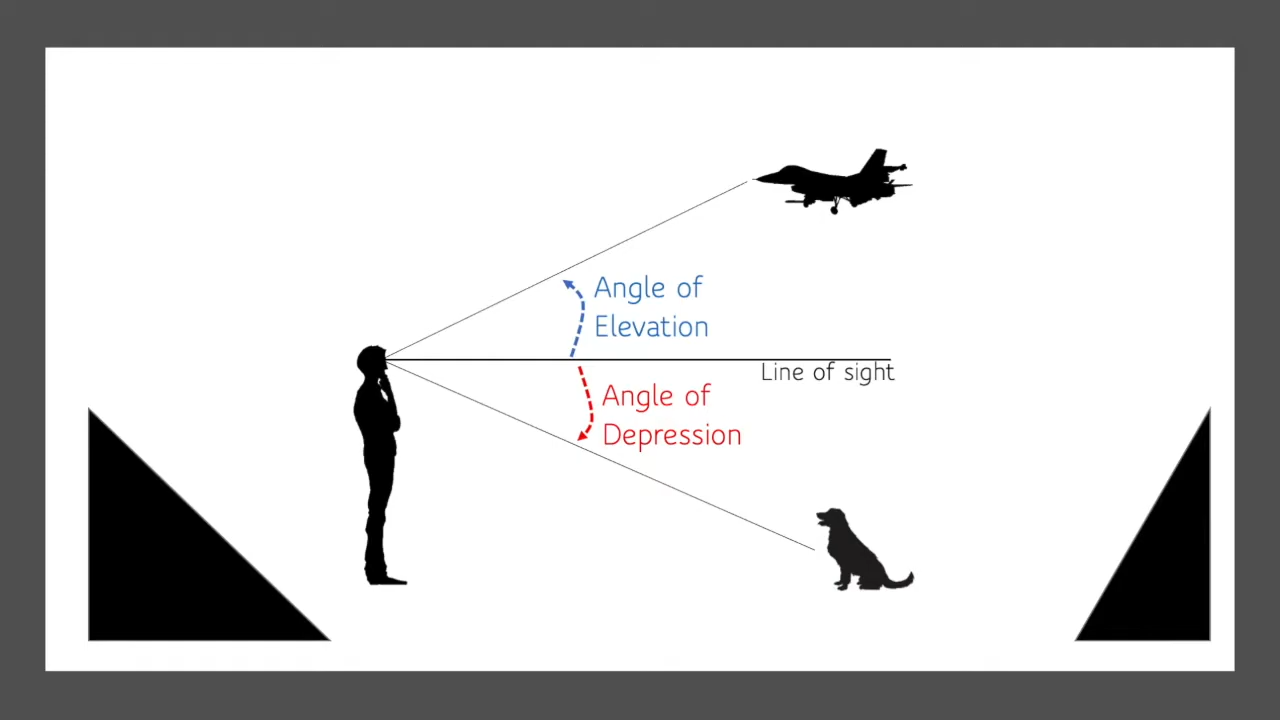 Angle of
Elevation
Line of sight
Angle of
Depression